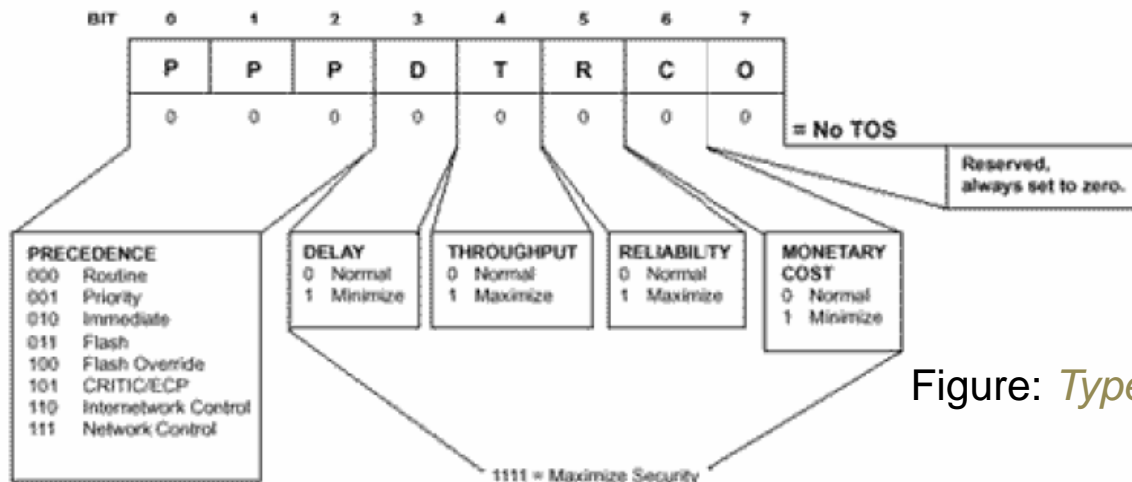 BIT 0 1 2 3 4 5 6 7
P P P D T R C O
0 0 0 0 0 0 0 0
= No TOS
Reserved,
always set to zero.
PRECEDENCE
000 Routine
001 Priority
010 Immediate
011 Flash
100 Flash Override
101 CRITIC/ECP
110 Internetwork Control
111 Network Control
DELAY
0 Normal
1 Minimize
THROUGHPUT
0 Normal
1 Maximize
RELIABILITY
0 Normal
1 Maximize
MONETARY
COST
0 Normal
1 Minimize
Figure: Type
1111 = Maximize Security